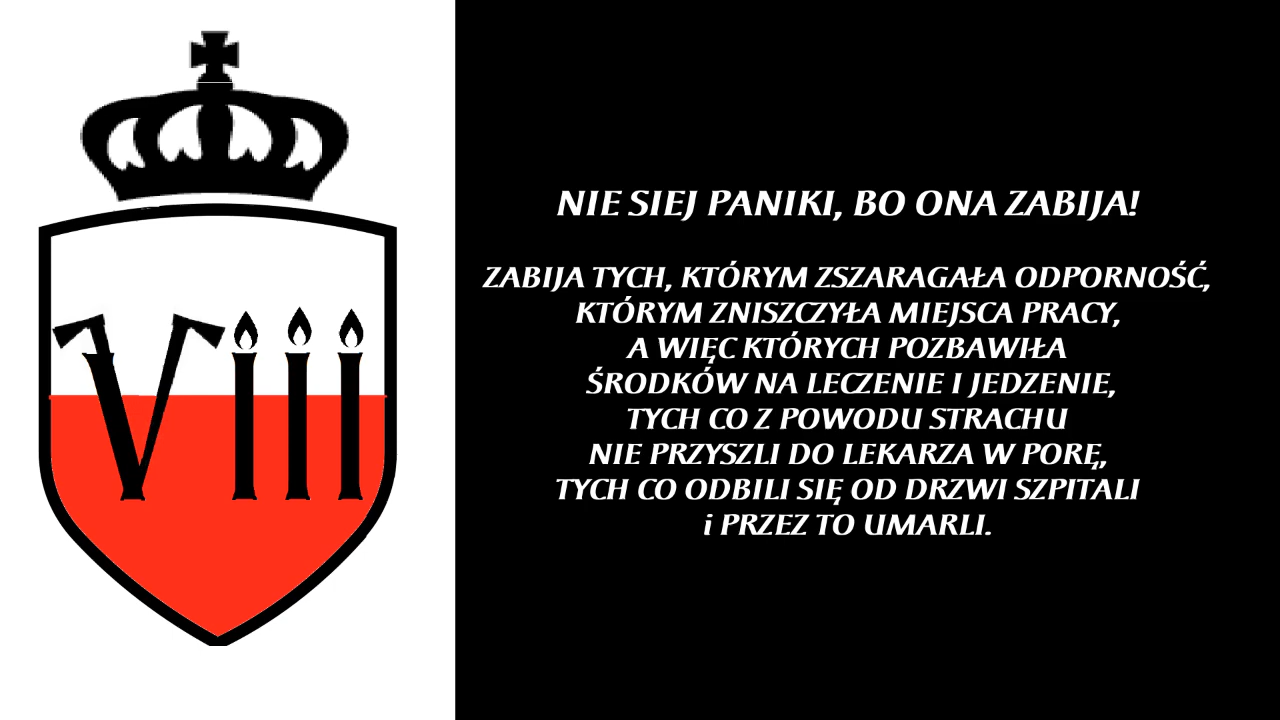 VIII
NIE SIEJ PANIKI, BO ONA ZABIJA!
ZABIJA TYCH, KTÓRYM ZSZARAGAŁA ODPORNOŚĆ,
KTÓRYM ZNISZCZYŁA MIEJSCA PRACY,
A WIĘC KTÓRYCH POZBAWIŁA
ŚRODKÓW NA LECZENIE I JEDZENIE,
TYCH CO Z POWODU STRACHU
NIE PRZYSZLI DO LEKARZA W PORĘ,
TYCH CO ODBILI SIĘ OD DRZWI SZPITALI
i PRZEZ TO UMARLI.